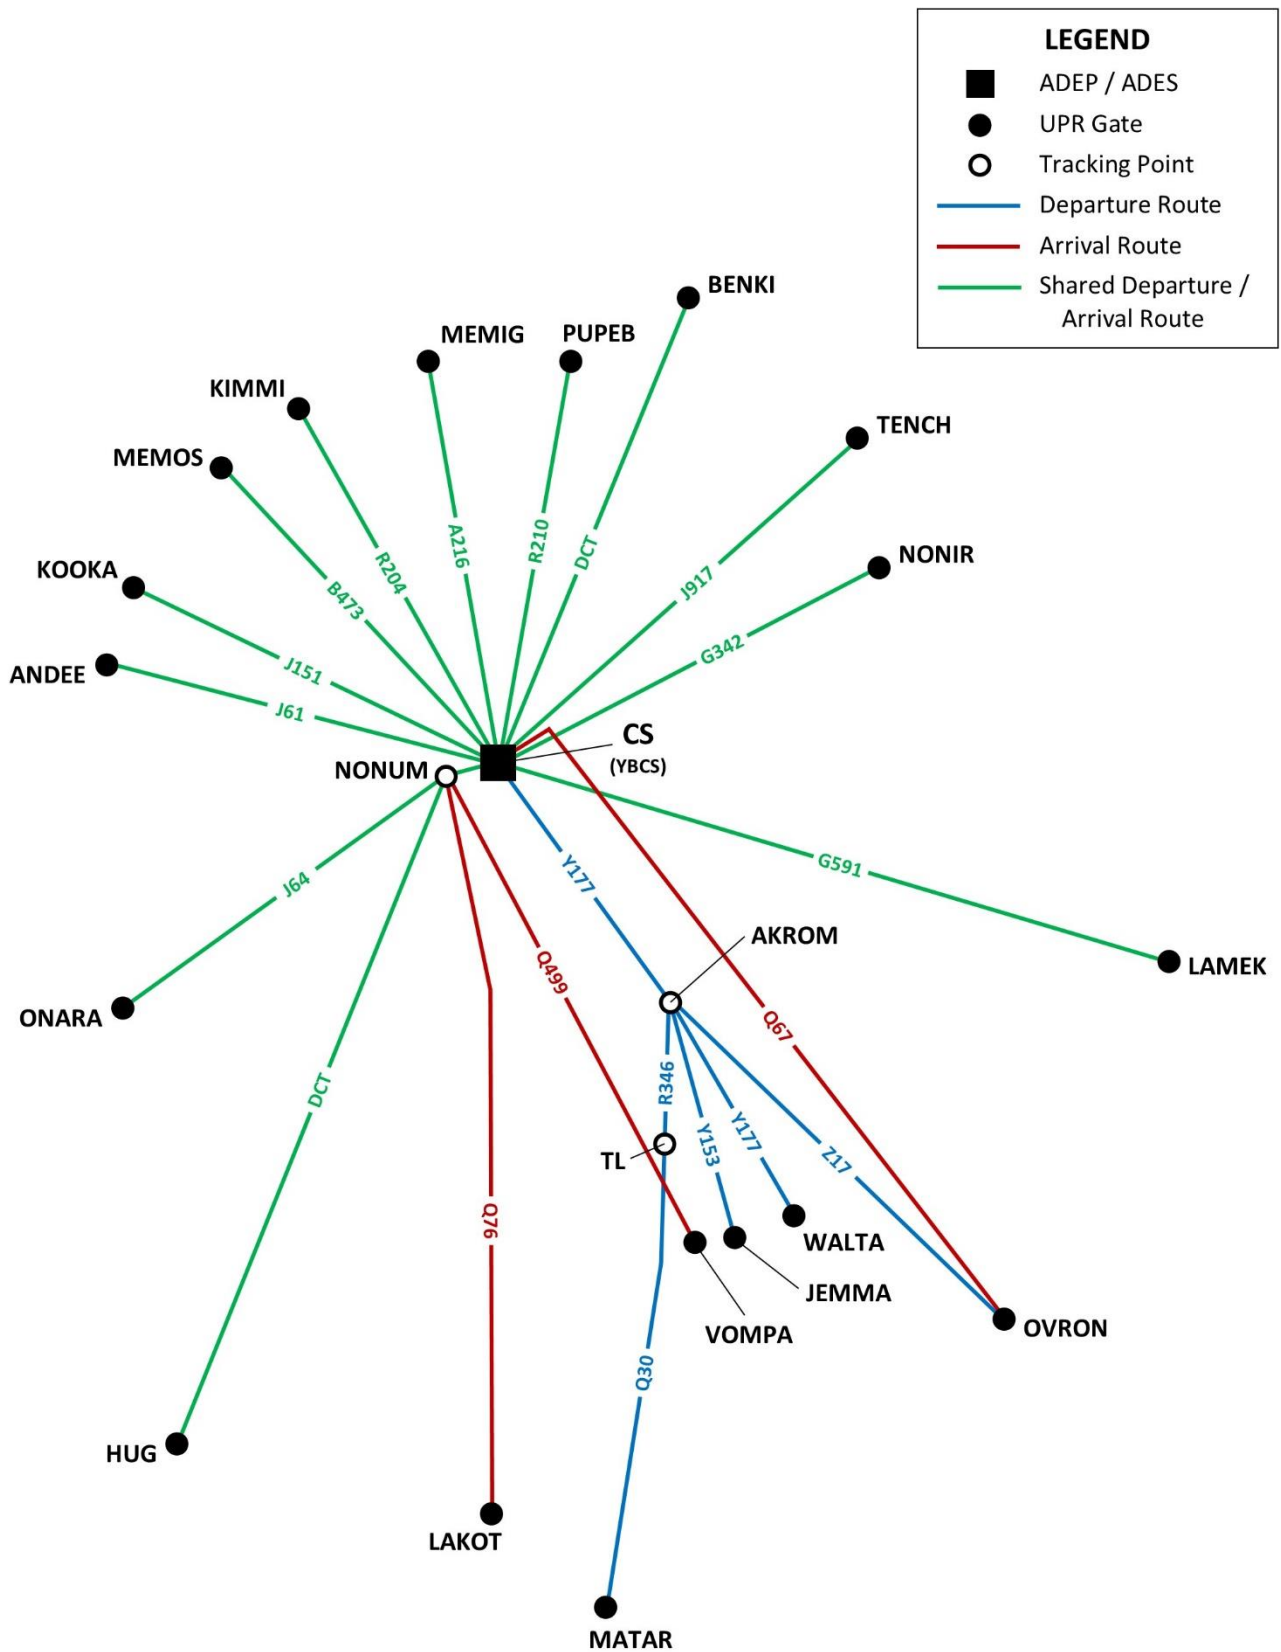 LEGEND
ADEP / ADES
UPR Gate
Tracking Point
Departure Route
Arrival Route
Shared Departure /
Arrival Route
BENKI
MEMIG
PUPEB
KIMMI
TENCH
MEMOS
A216
R210
DCT
NONIR
KOOKA
R204
B473
J917
G342
ANDEE
J151
J61
CS
(YBCS)
NONUM
G591
Y177
J64
AKROM
LAMEK
Q499
ONARA
Q67
DCT
R346
Y153
Y177
Z17
TL
Q76
WALTA
JEMMA
VOMPA
OVRON
Q30
HUG
LAKOT
MATAR